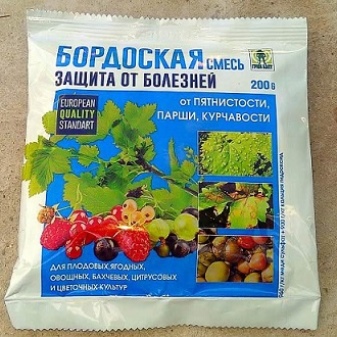 БОРДОСКАЯ СМЕСЬ
ЗАЩИТА ОТ БОЛЕЗНЕЙ
200 г
EUROPEAN
QUALITY
STANDART
ОТ ПЯТНИСТОСТИ,
ПАРШИ, КУРЧАВОСТИ
ДЛЯ ПЛОДОВЫХ, ЯГОДНЫХ,
ОВОЩНЫХ, БАХЧЕВЫХ, ЦИТРУСОВЫХ
И ЦВЕТОЧНЫХ КУЛЬТУР